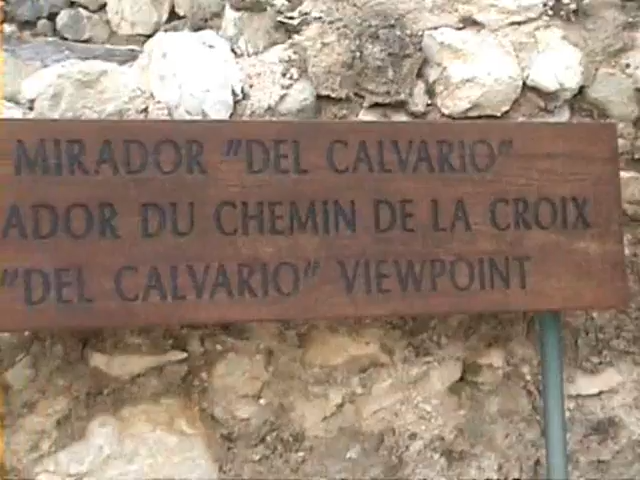 MIRADOR "DEL CALVARIO"
ADOR DU CHEMIN DE LA CROIX
"DEL CALVARIO" VIEWPOINT